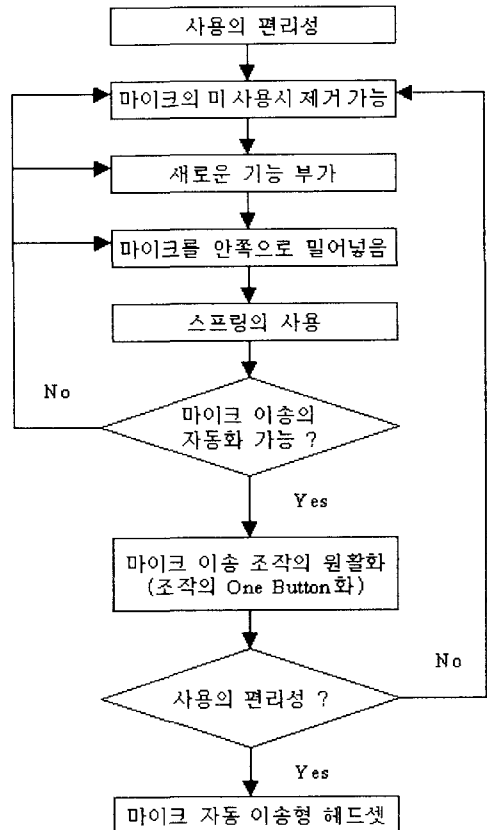 사용의 편리성
마이크의 미 사용시 제거 가능
새로운 기능 부가
마이크를 안쪽으로 밀어넣음
스프링의 사용
No
마이크 이송의
자동화 가능 ?
Yes
마이크 이송 조작의 원활화
(조작의 One Button화)
No
사용의 편리성 ?
Yes
마이크 자동 이송형 헤드셋